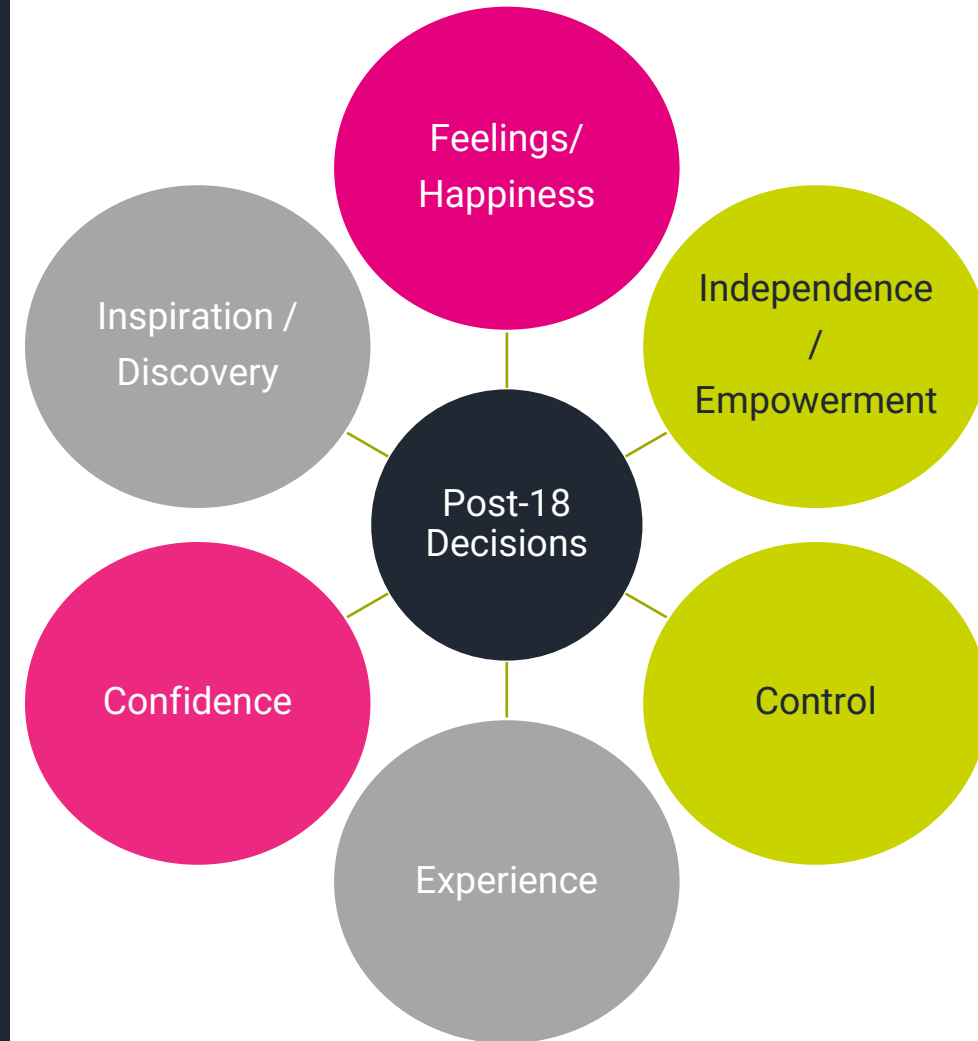 Feelings/
Happiness
Independence
/
Empowerment
Inspiration /
Discovery
Post-18
Decisions
Confidence
Control
Experience